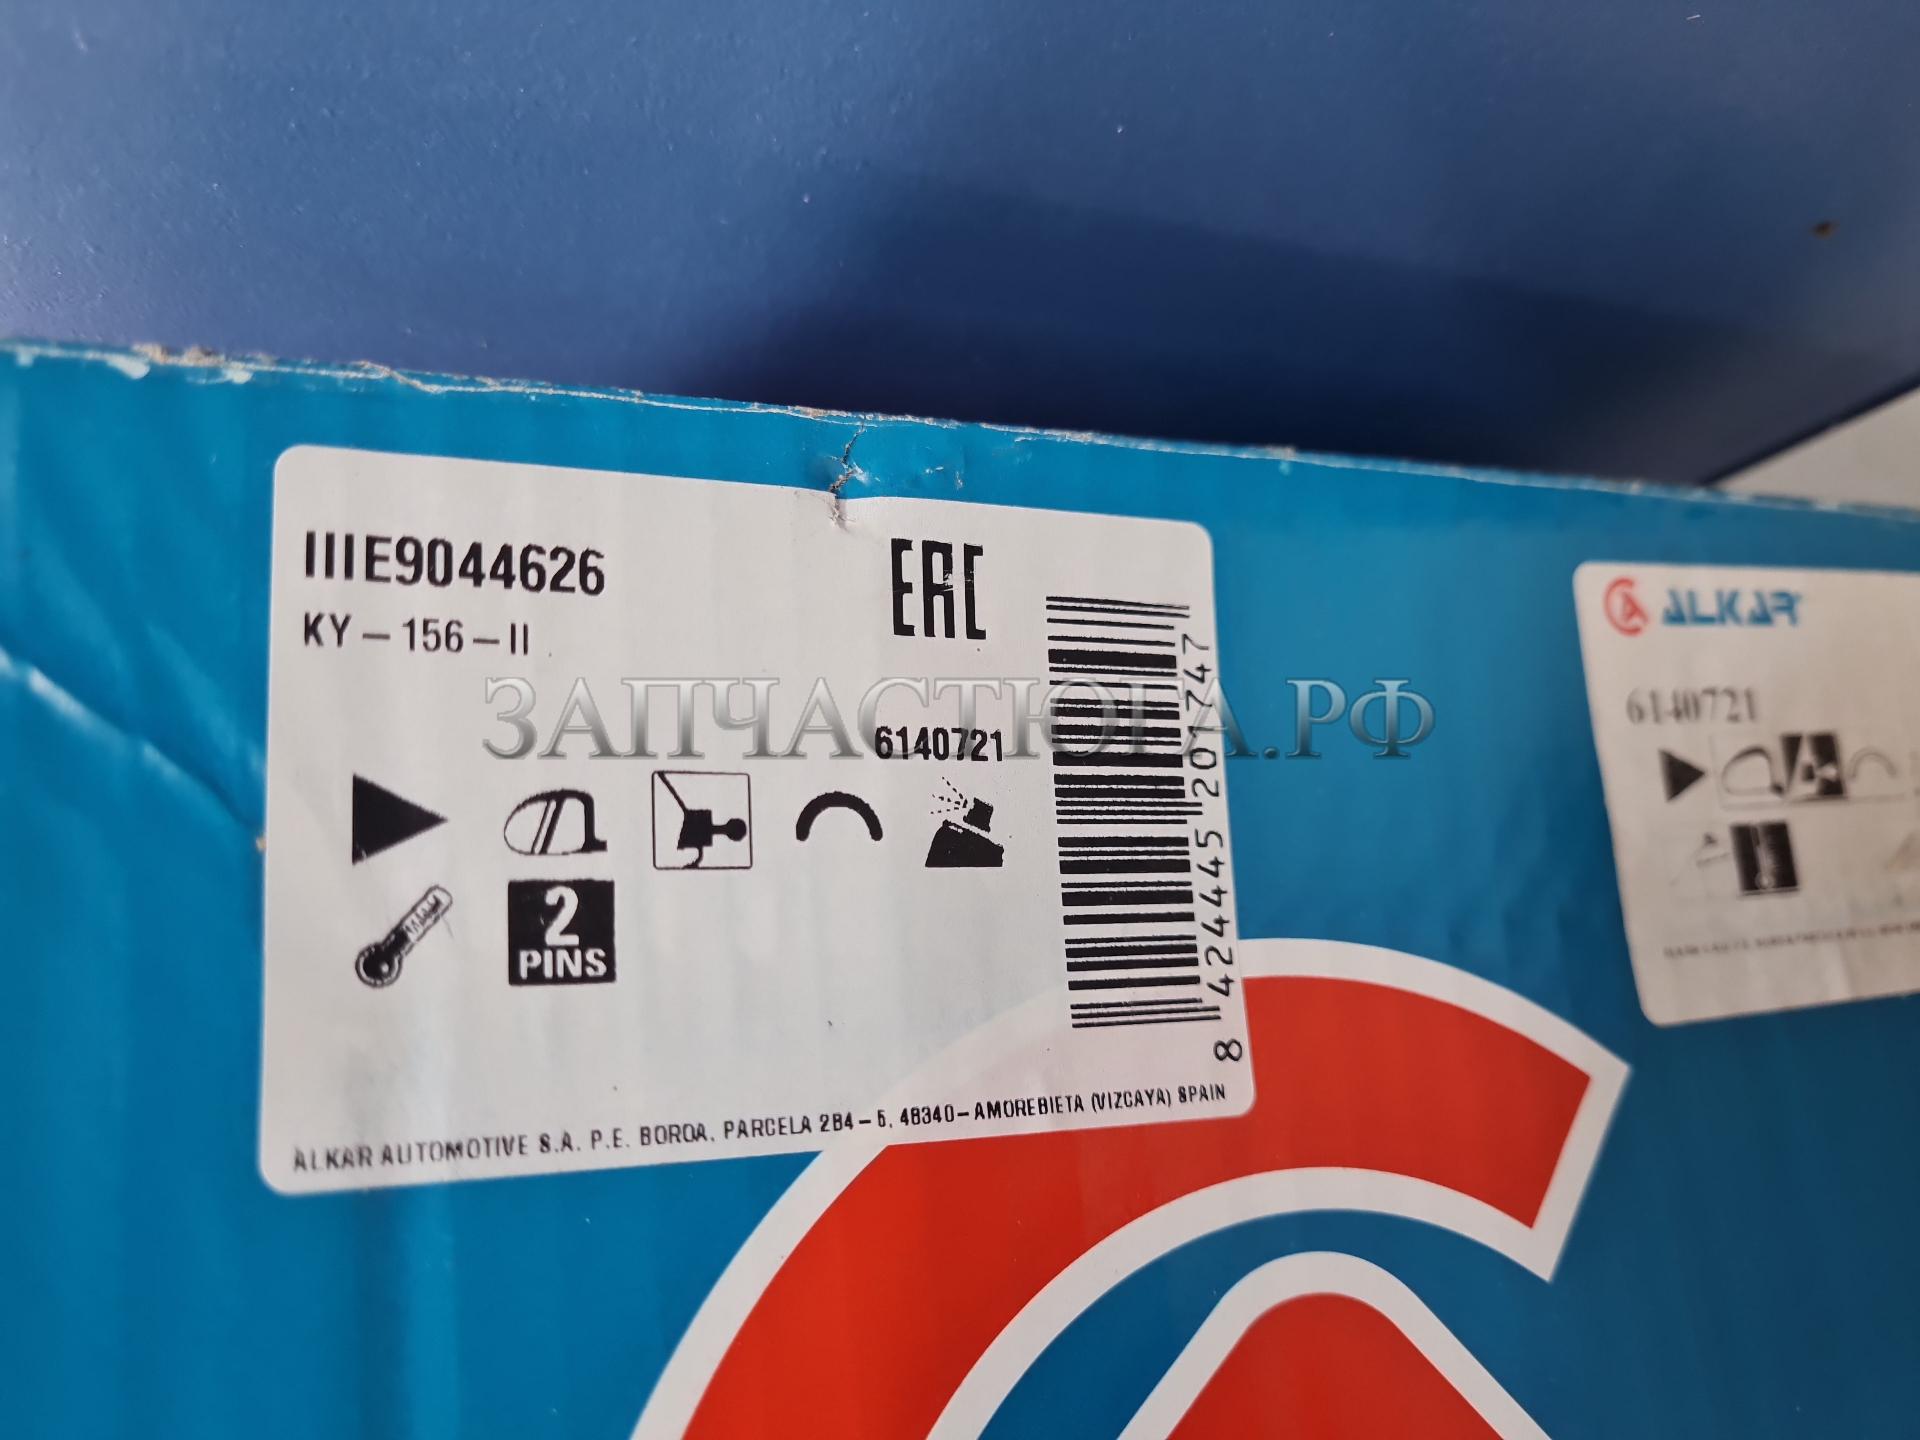 IIIE9044626
KY-156-II
EAC
6140721
2
PINS
8 424445 201747
ALKAR AUTOMOTIVE S.A. P.E. BOROA, PARCELA 2B4-5, 48340-AMOREBIETA (VIZCAYA) SPAIN
ЗАПЧАСТЮГА.РФ
ALKAR
6140721